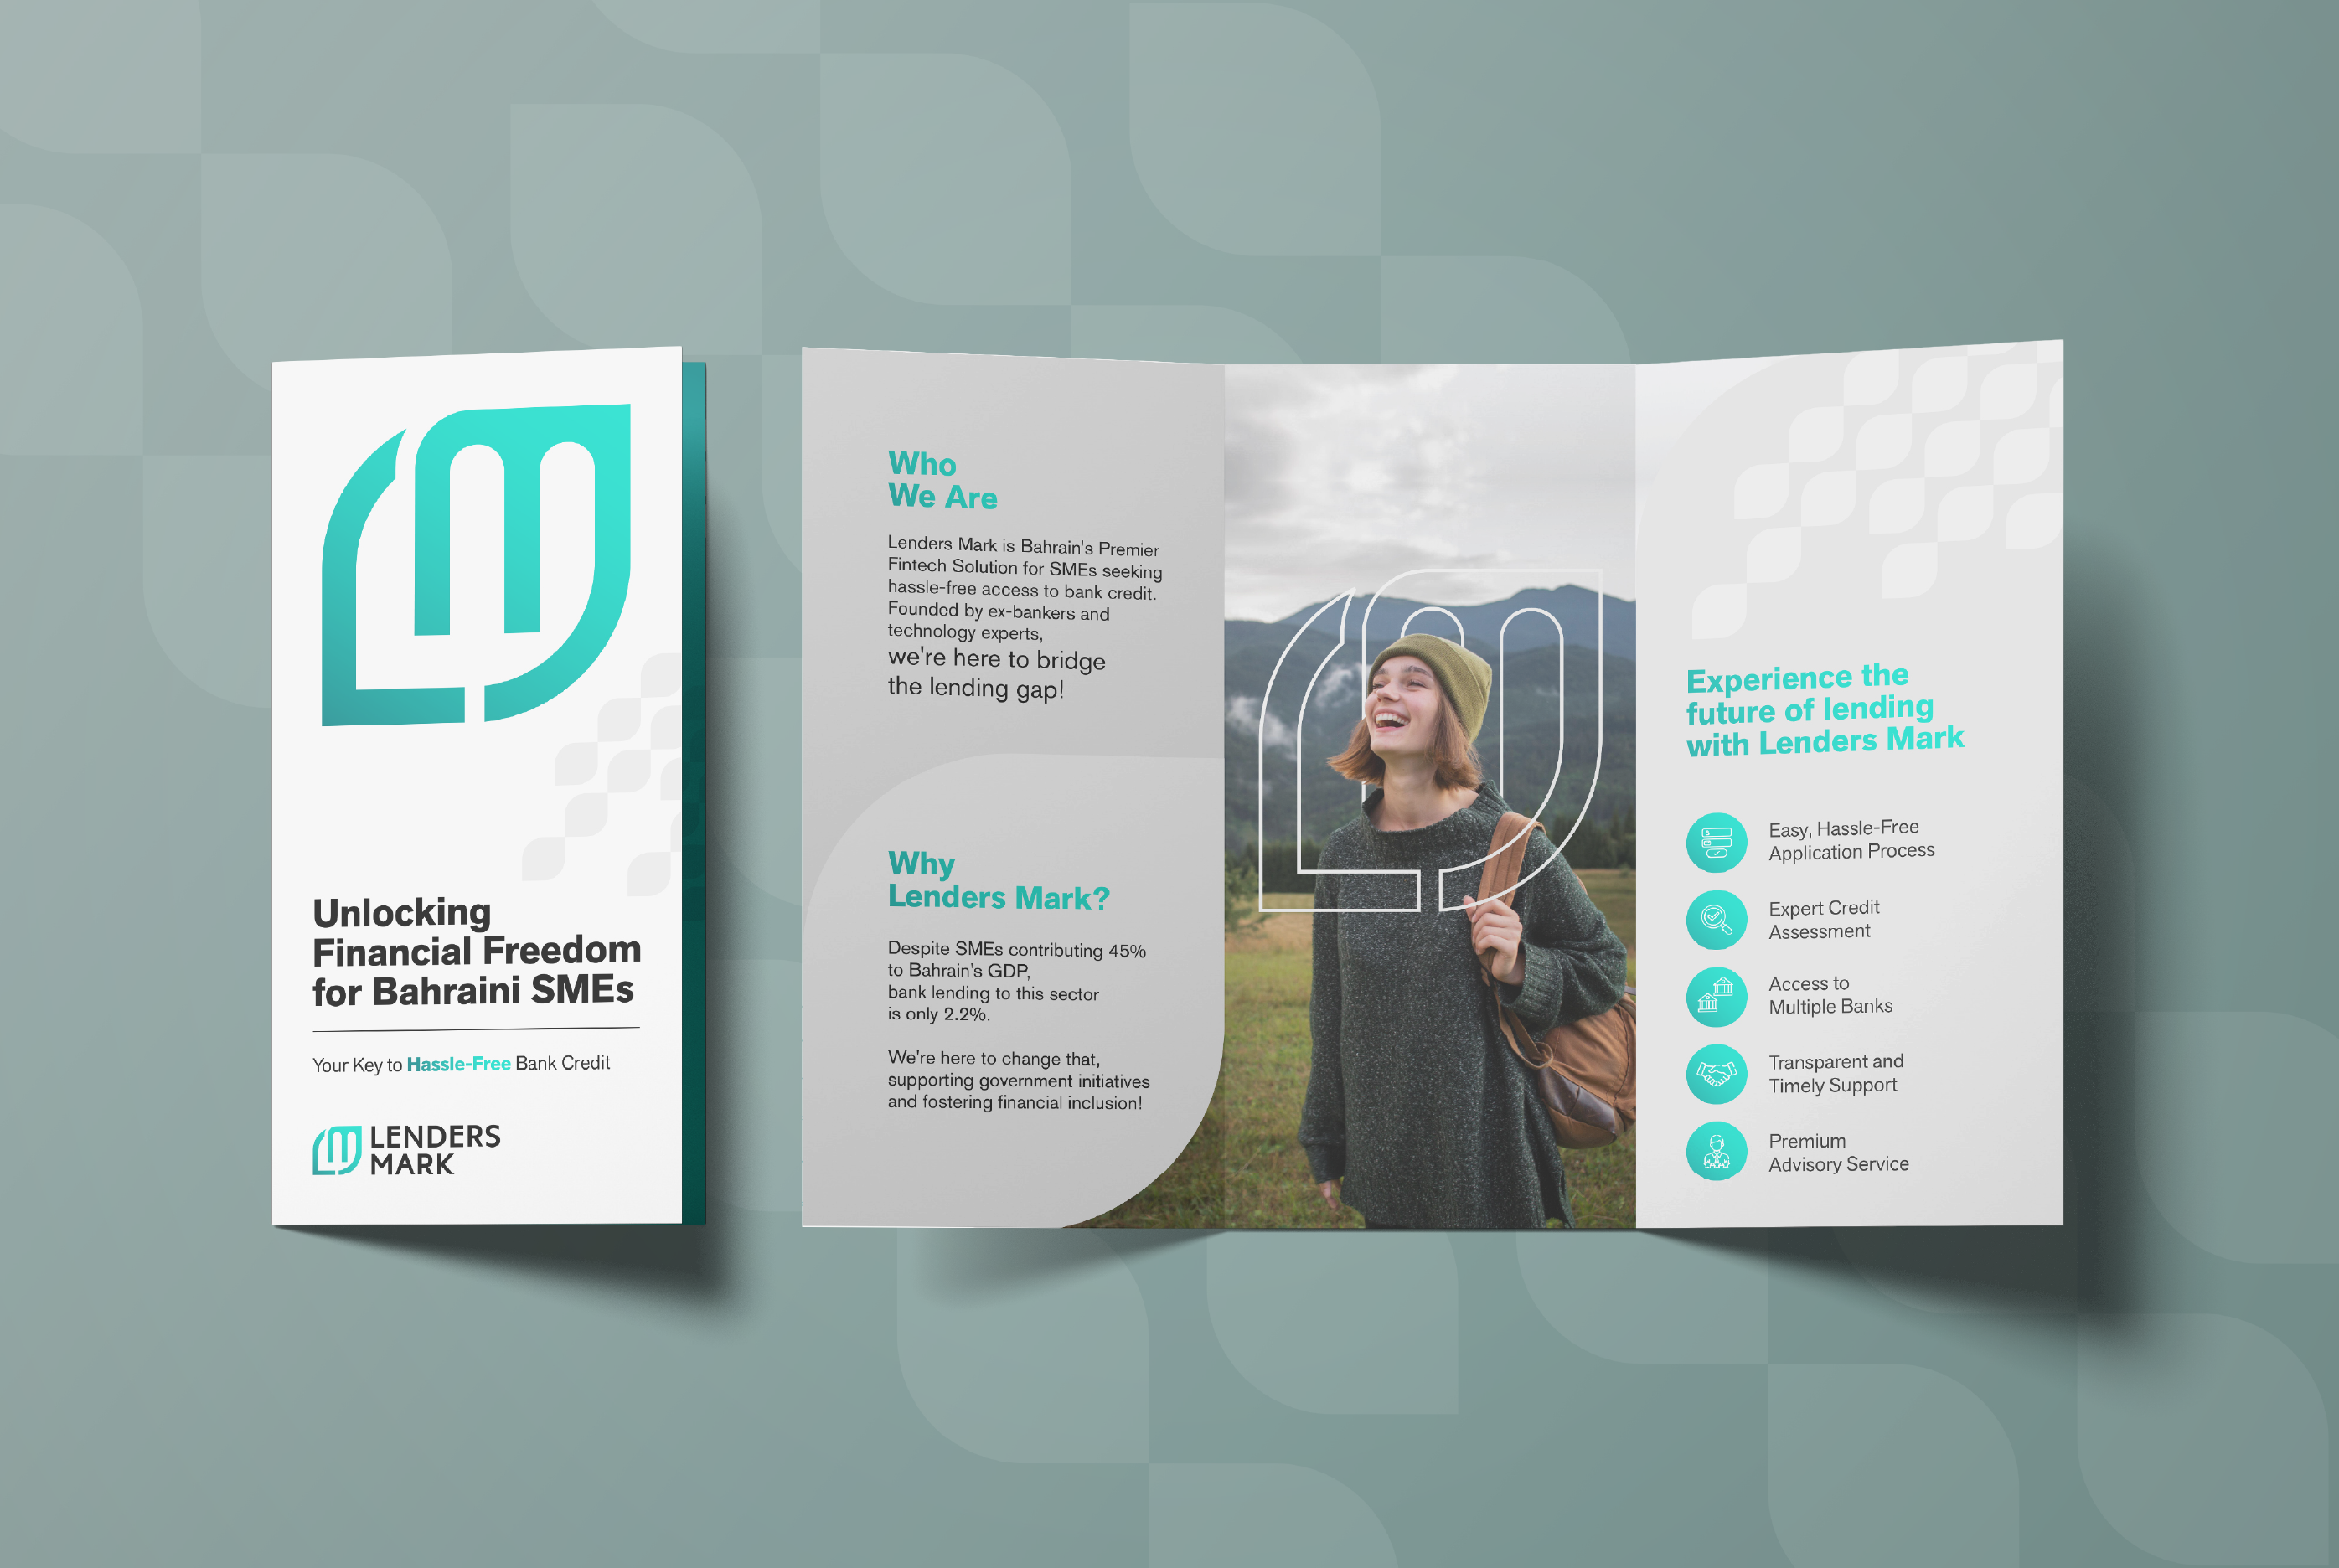 Unlocking
Financial Freedom
for Bahraini SMEs
Your Key to Hassle-Free Bank Credit
LENDERS
MARK
Who
We Are
Lenders Mark is Bahrain's Premier
Fintech Solution for SMEs seeking
hassle-free access to bank credit.
Founded by ex-bankers and
technology experts,
we're here to bridge
the lending gap!
Why
Lenders Mark?
Despite SMEs contributing 45%
to Bahrain's GDP,
bank lending to this sector
is only 2.2%.
We're here to change that,
supporting government initiatives
and fostering financial inclusion!
Experience the
future of lending
with Lenders Mark
Easy, Hassle-Free
Application Process
Expert Credit
Assessment
Access to
Multiple Banks
Transparent and
Timely Support
Premium
Advisory Service